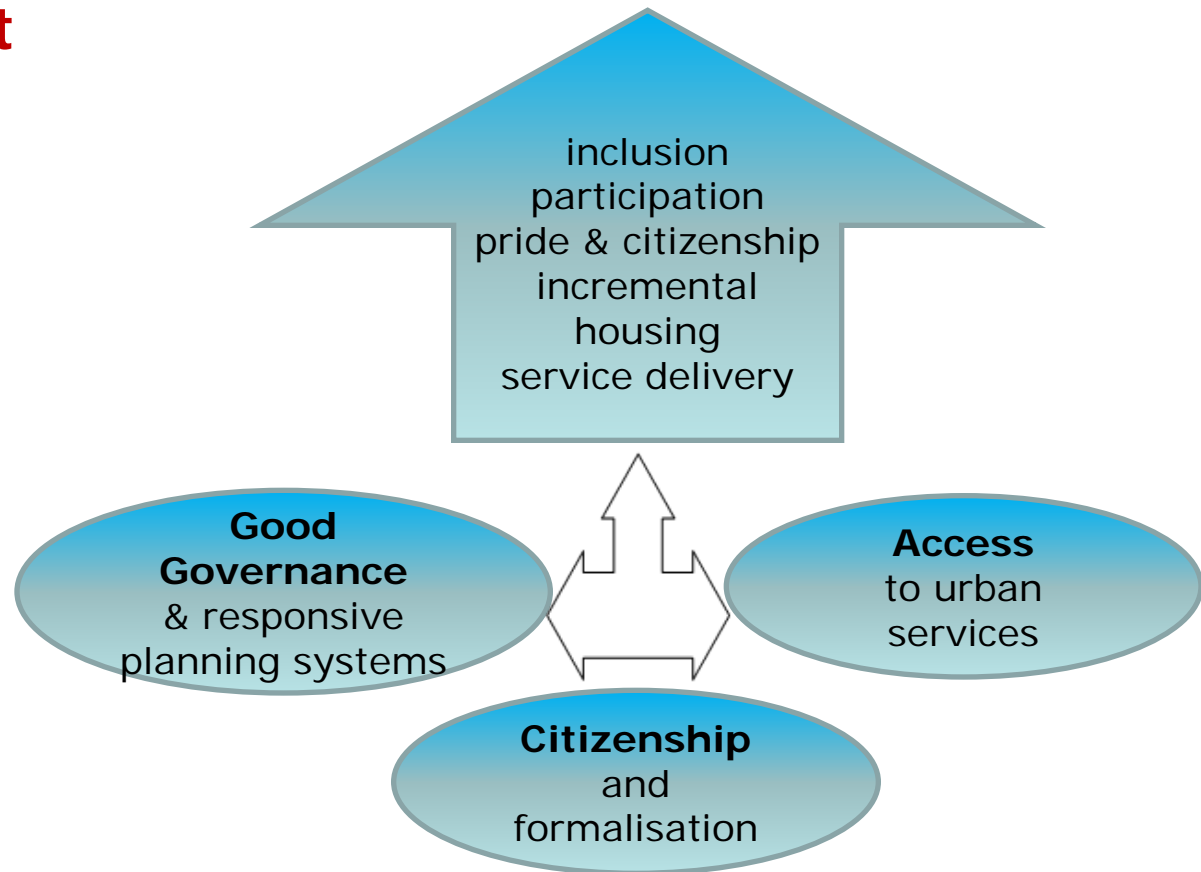 t
inclusion
participation
pride & citizenship
incremental
housing
service delivery
Good
Governance
& responsive
planning systems
Access
to urban
services
Citizenship
and
formalisation